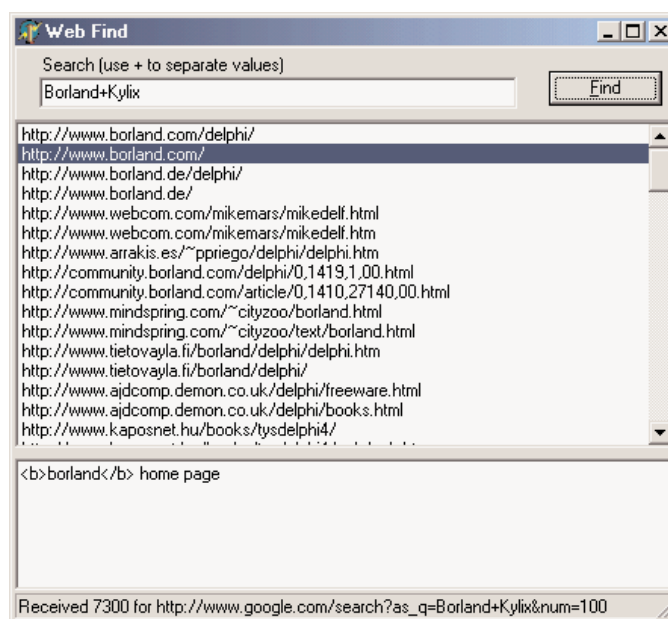 Web Find
Search (use + to separate values)
Borland+Kylix
Find
http://www.borland.com/delphi/
http://www.borland.com/
http://www.borland.de/delphi/
http://www.borland.de/
http://www.webcom.com/mikemars/mikedelf.html
http://www.webcom.com/mikemars/mikedelf.htm
http://www.arrakis.es/~ppriego/delphi/delphi.htm
http://community.borland.com/delphi/0,1419,1,00.html
http://community.borland.com/article/0,1410,27140,00.html
http://www.mindspring.com/~cityzoo/borland.html
http://www.mindspring.com/~cityzoo/text/borland.html
http://www.tietovayla.fi/borland/delphi/delphi.htm
http://www.tietovayla.fi/borland/delphi/
http://www.ajdcomp.demon.co.uk/delphi/freeware.html
http://www.ajdcomp.demon.co.uk/delphi/books.html
http://www.kaposnet.hu/books/tysdelphi4/
<b>borland</b> home page
Received 7300 for http://www.google.com/search?as_q=Borland+Kylix&num=100